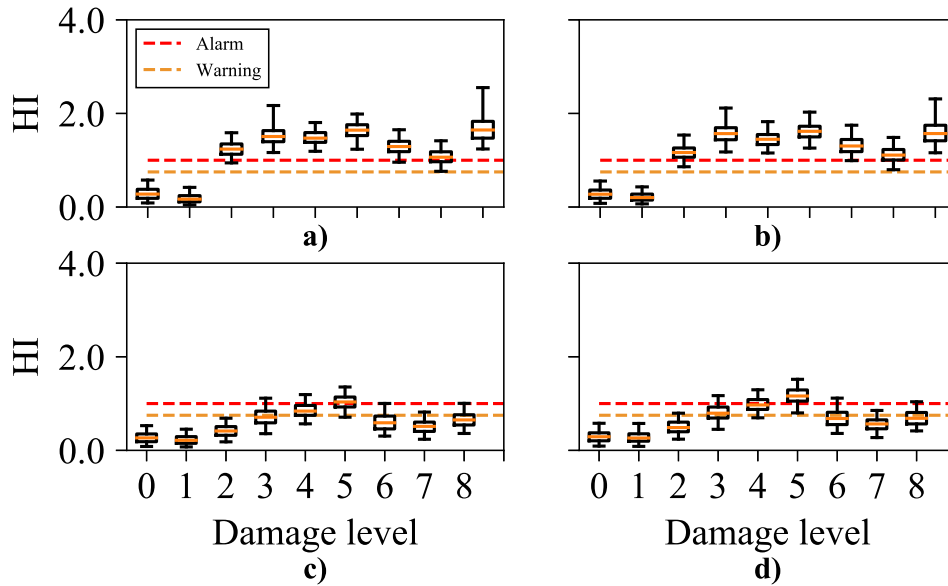 4.0
Alarm
Warning
HI
2.0
0.0
a)
b)
4.0
HI
2.0
0.0
0 1 2 3 4 5 6 7 8
0 1 2 3 4 5 6 7 8
Damage level
Damage level
c)
d)